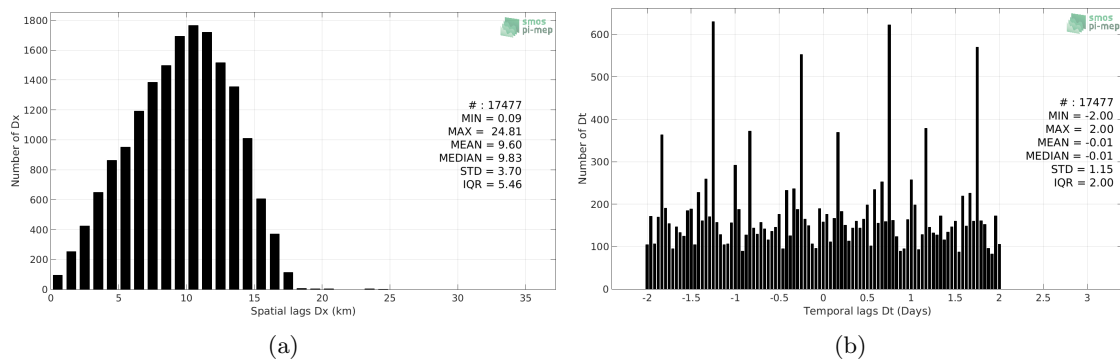 1800
1600
1400
1200
1000
800
600
400
200
0
Number of Dx
0 5 10 15 20 25 30 35
Spatial lags Dx (km)
smos
pi-mep
# : 17477
MIN = 0.09
MAX = 24.81
MEAN = 9.60
MEDIAN = 9.83
STD = 3.70
IQR = 5.46
(a)
600
500
400
300
200
100
0
Number of Dt
-2 -1.5 -1 -0.5 0 0.5 1 1.5 2 2.5 3
Temporal lags Dt (Days)
smos
pi-mep
# : 17477
MIN = -2.00
MAX = 2.00
MEAN = -0.01
MEDIAN = -0.01
STD = 1.15
IQR = 2.00
(b)